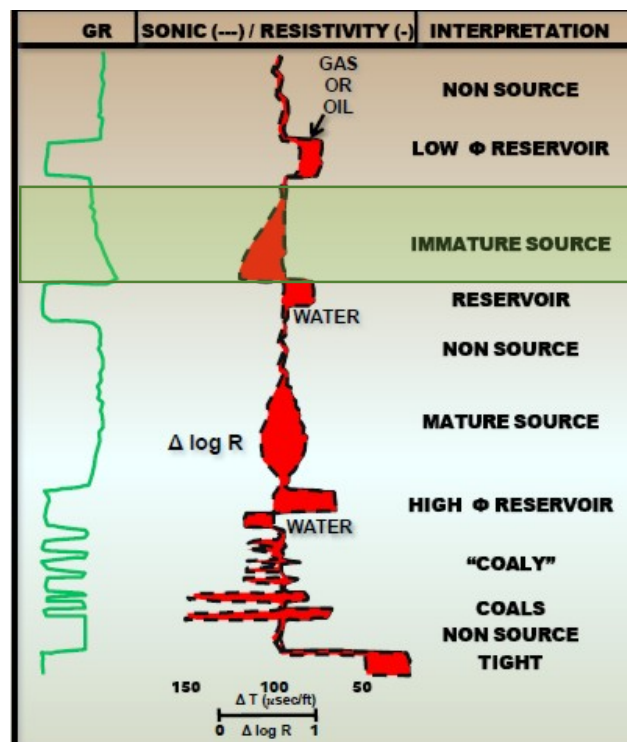 GR SONIC (---) / RESISTIVITY (-) INTERPRETATION
GAS
OR
OIL
NON SOURCE
LOW Φ RESERVOIR
IMMATURE SOURCE
RESERVOIR
WATER
NON SOURCE
MATURE SOURCE
Δ log R
HIGH Φ RESERVOIR
WATER
“COALY”
COALS
NON SOURCE
TIGHT
150 100 50
Δ T (μsec/ft)
0 Δ log R 1